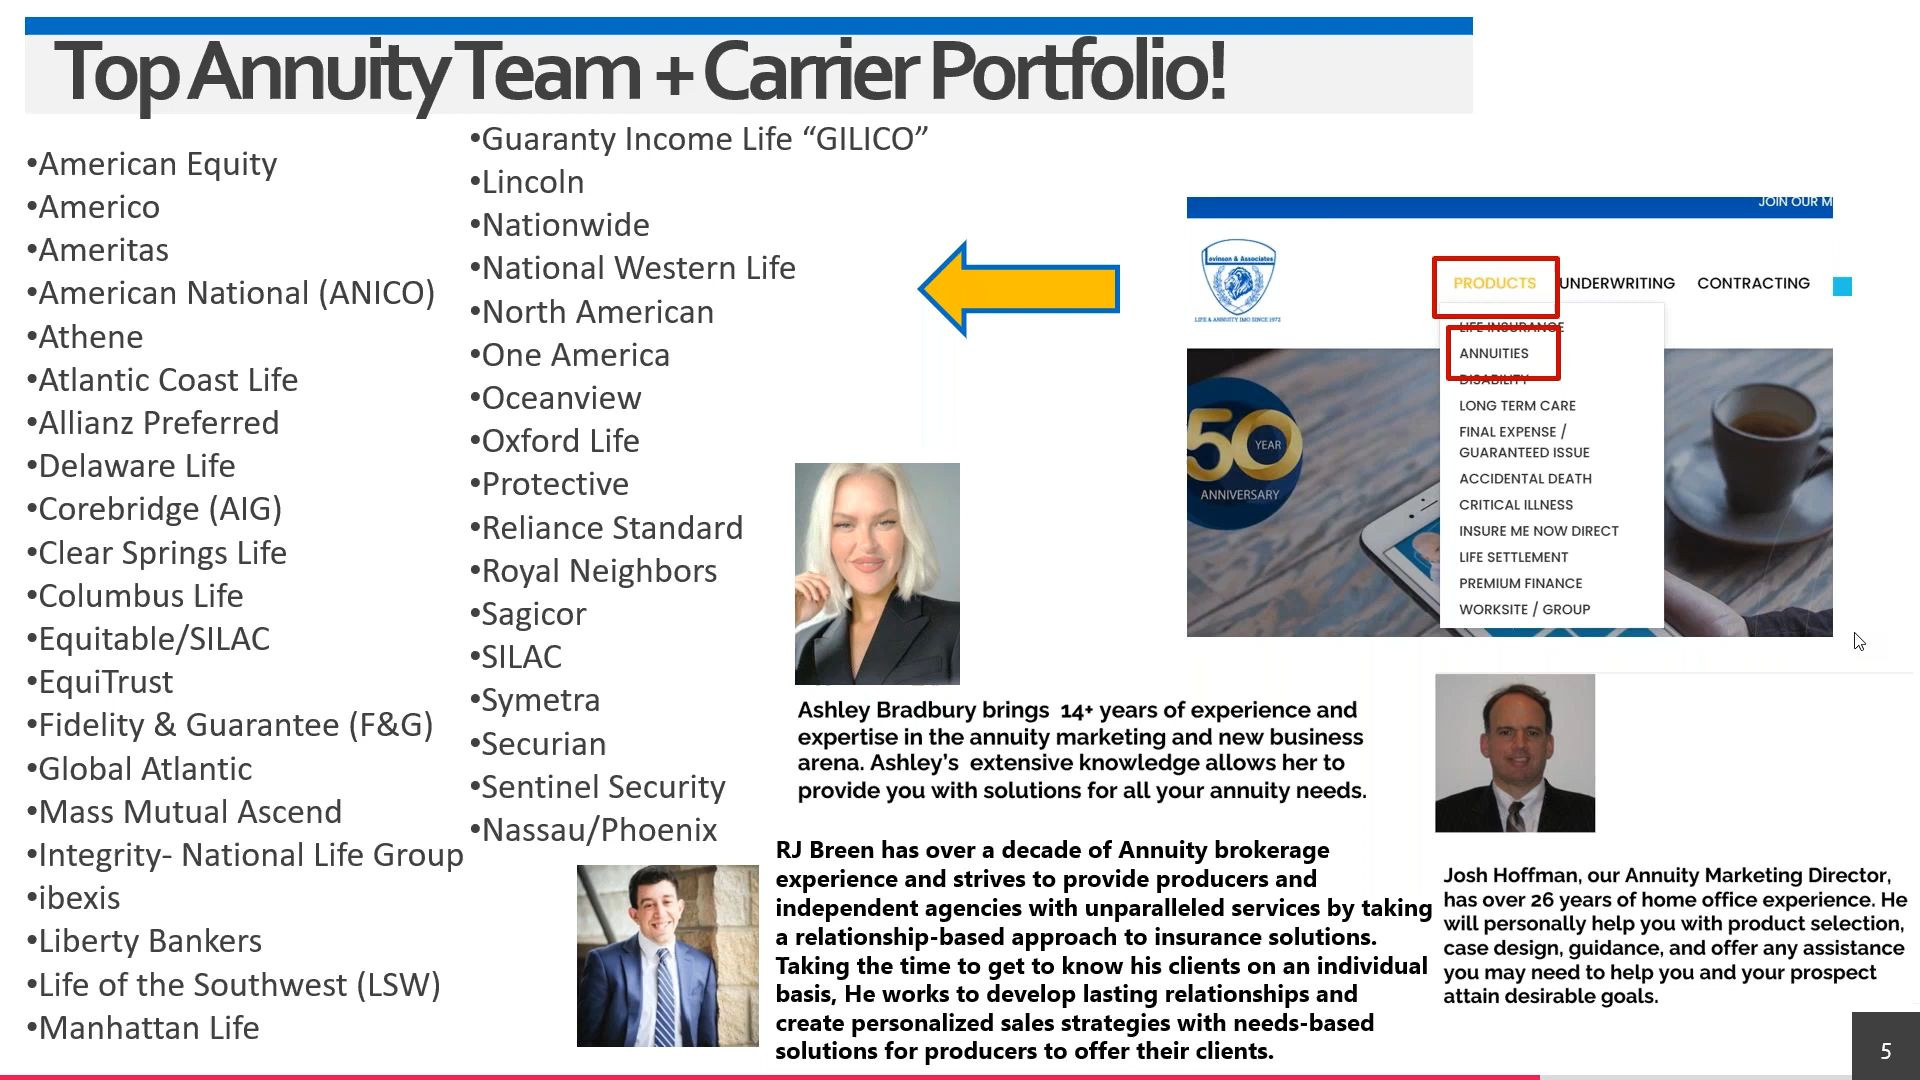 Top Annuity Team + Carrier Portfolio!
•American Equity
•Americo
•Ameritas
•American National (ANICO)
•Athene
•Atlantic Coast Life
•Allianz Preferred
•Delaware Life
•Corebridge (AIG)
•Clear Springs Life
•Columbus Life
•Equitable/SILAC
•EquiTrust
•Fidelity & Guarantee (F&G)
•Global Atlantic
•Mass Mutual Ascend
•Integrity- National Life Group
•ibexis
•Liberty Bankers
•Life of the Southwest (LSW)
•Manhattan Life
•Guaranty Income Life “GILICO”
•Lincoln
•Nationwide
•National Western Life
•North American
•One America
•Oceanview
•Oxford Life
•Protective
•Reliance Standard
•Royal Neighbors
•Sagicor
•SILAC
•Symetra
•Securian
•Sentinel Security
•Nassau/Phoenix
JOIN OUR M
Levinson & Associates
LIFE & ANNUITY IMO SINCE 1972
PRODUCTS UNDERWRITING CONTRACTING
LIFE INSURANCE
ANNUITIES
DISABILITY
LONG TERM CARE
FINAL EXPENSE /
GUARANTEED ISSUE
ACCIDENTAL DEATH
CRITICAL ILLNESS
INSURE ME NOW DIRECT
LIFE SETTLEMENT
PREMIUM FINANCE
WORKSITE / GROUP
50
YEAR
ANNIVERSARY
Ashley Bradbury brings 14+ years of experience and
expertise in the annuity marketing and new business
arena. Ashley’s extensive knowledge allows her to
provide you with solutions for all your annuity needs.
RJ Breen has over a decade of Annuity brokerage
experience and strives to provide producers and
independent agencies with unparalleled services by taking
a relationship-based approach to insurance solutions.
Taking the time to get to know his clients on an individual
basis, He works to develop lasting relationships and
create personalized sales strategies with needs-based
solutions for producers to offer their clients.
Josh Hoffman, our Annuity Marketing Director,
has over 26 years of home office experience. He
will personally help you with product selection,
case design, guidance, and offer any assistance
you may need to help you and your prospect
attain desirable goals.
5